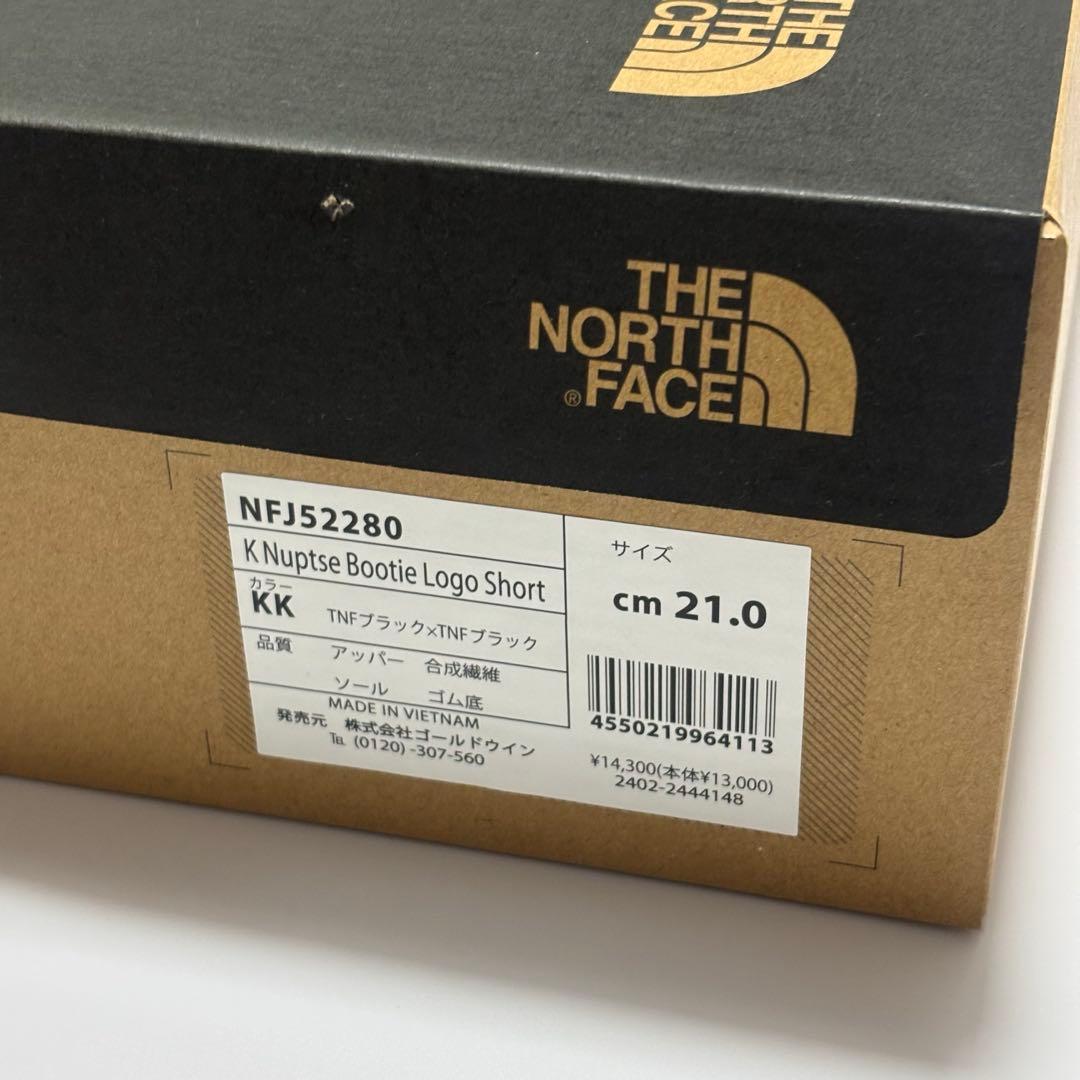 THE
NORTH
FACE
THE
NORTH
®FACE
NFJ52280
K Nuptse Bootie Logo Short
カラー
KK TNFブラック×TNFブラック
品質 アッパー 合成繊維
ソール ゴム底
MADE IN VIETNAM
発売元 株式会社ゴールドウイン
℡ (0120) -307-560
サイズ
cm 21.0
4550219964113
¥14,300(本体¥13,000)
2402-2444148